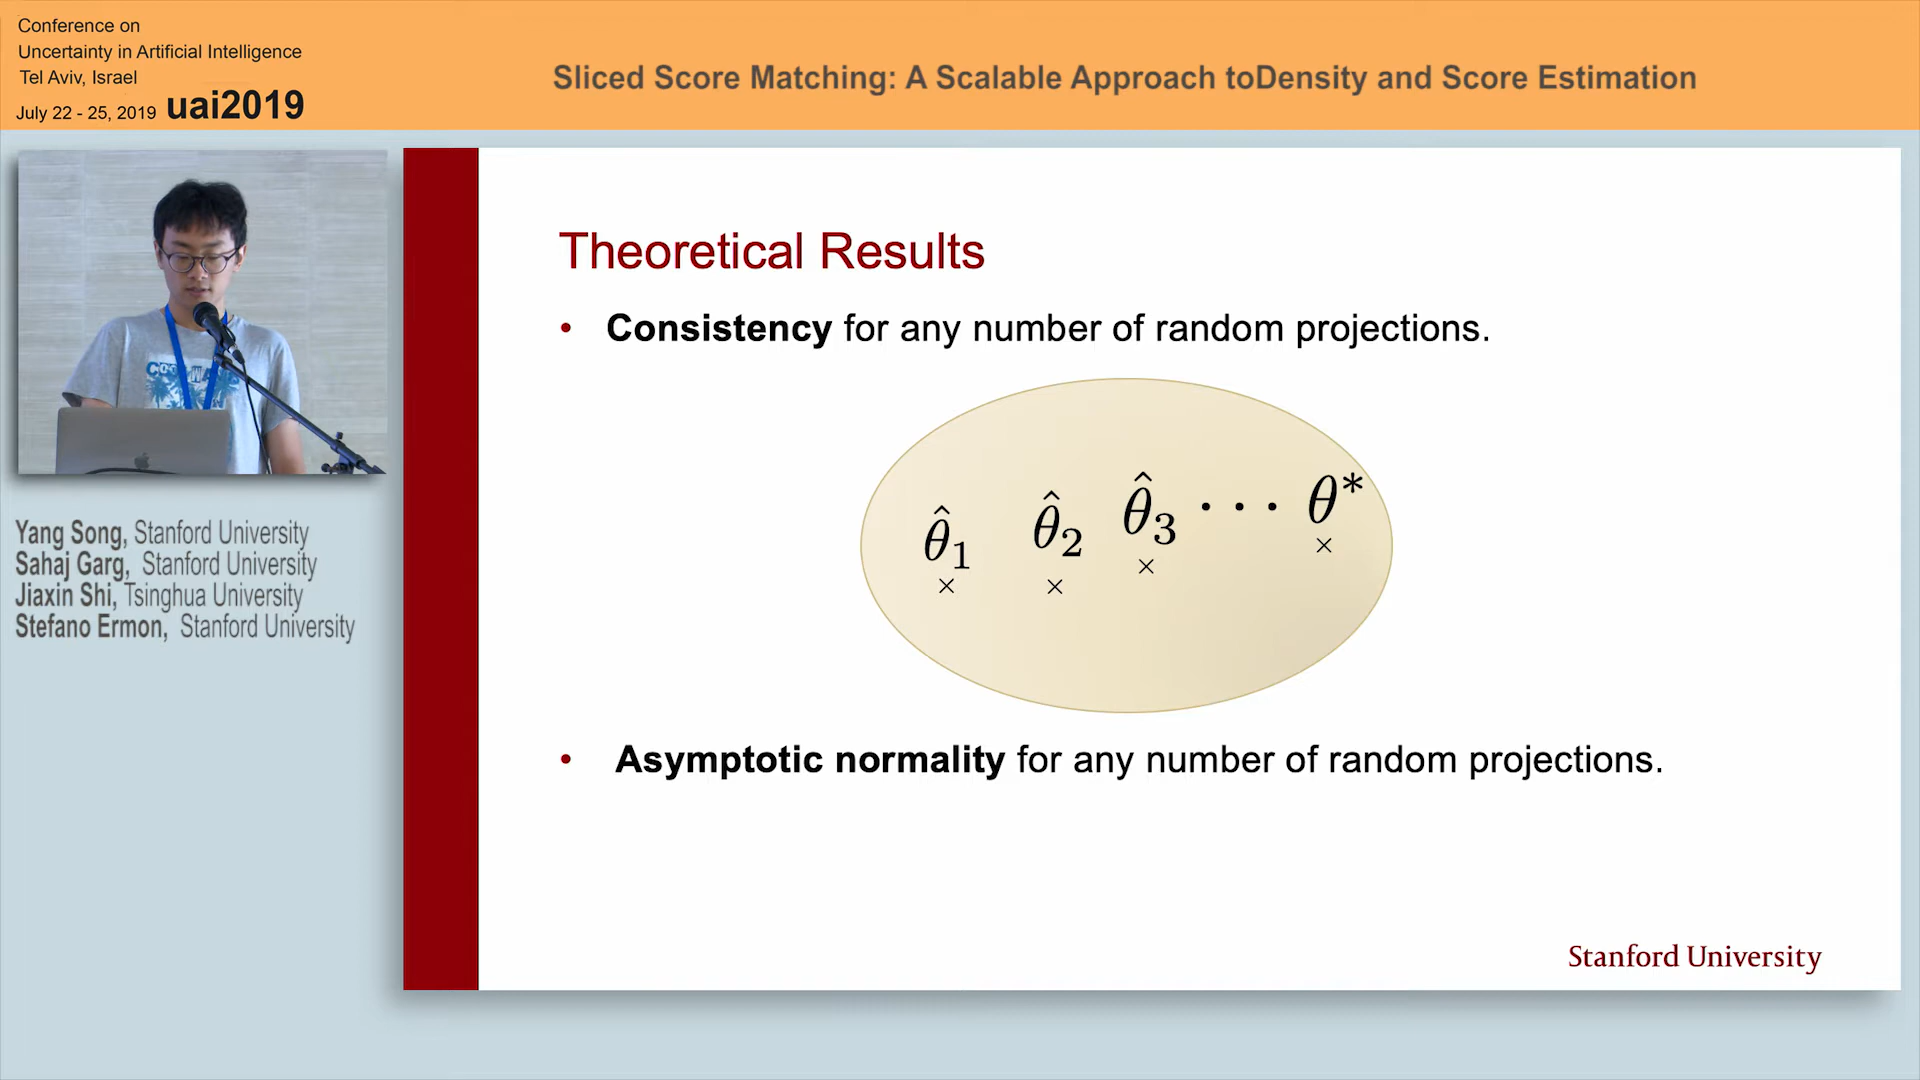 Conference on
Uncertainty in Artificial Intelligence
Tel Aviv, Israel
July 22 - 25, 2019 uai2019
Sliced Score Matching: A Scalable Approach toDensity and Score Estimation
Yang Song, Stanford University
Sahaj Garg, Stanford University
Jiaxin Shi, Tsinghua University
Stefano Ermon, Stanford University
Theoretical Results
• Consistency for any number of random projections.
θ̂₁ θ̂₂ θ̂₃ · · · θ*
× × × ×
• Asymptotic normality for any number of random projections.
Stanford University